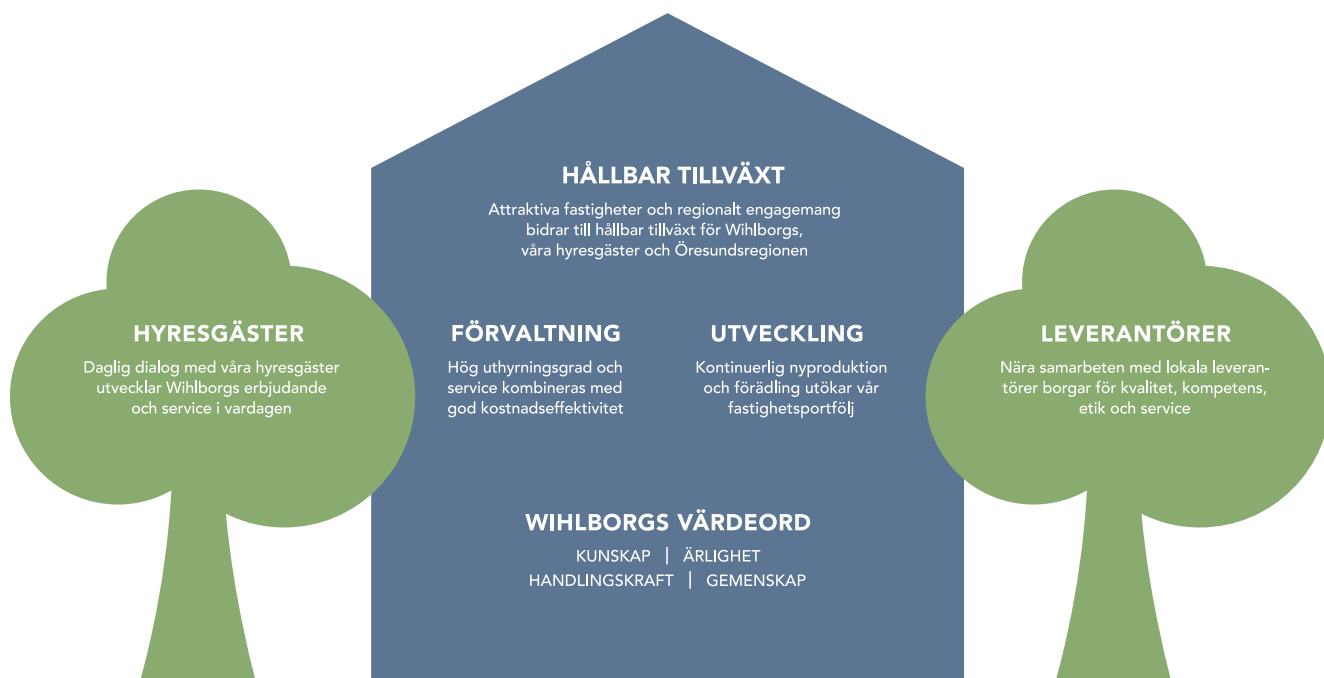 HÅLLBAR TILLVÄXT
Attraktiva fastigheter och regionalt engagemang
bidrar till hållbar tillväxt för Wihlborgs,
våra hyresgäster och Öresundsregionen
HYRESGÄSTER
Daglig dialog med våra hyresgäster
utvecklar Wihlborgs erbjudande
och service i vardagen
FÖRVALTNING
Hög uthyrningsgrad och
service kombineras med
god kostnadseffektivitet
UTVECKLING
Kontinuerlig nyproduktion
och förädling utökar vår
fastighetsportfölj
LEVERANTÖRER
Nära samarbeten med lokala leveran-
törer borgar för kvalitet, kompetens,
etik och service
WIHLBORGS VÄRDEORD
KUNSKAP | ÄRLIGHET
HANDLINGSKRAFT | GEMENSKAP